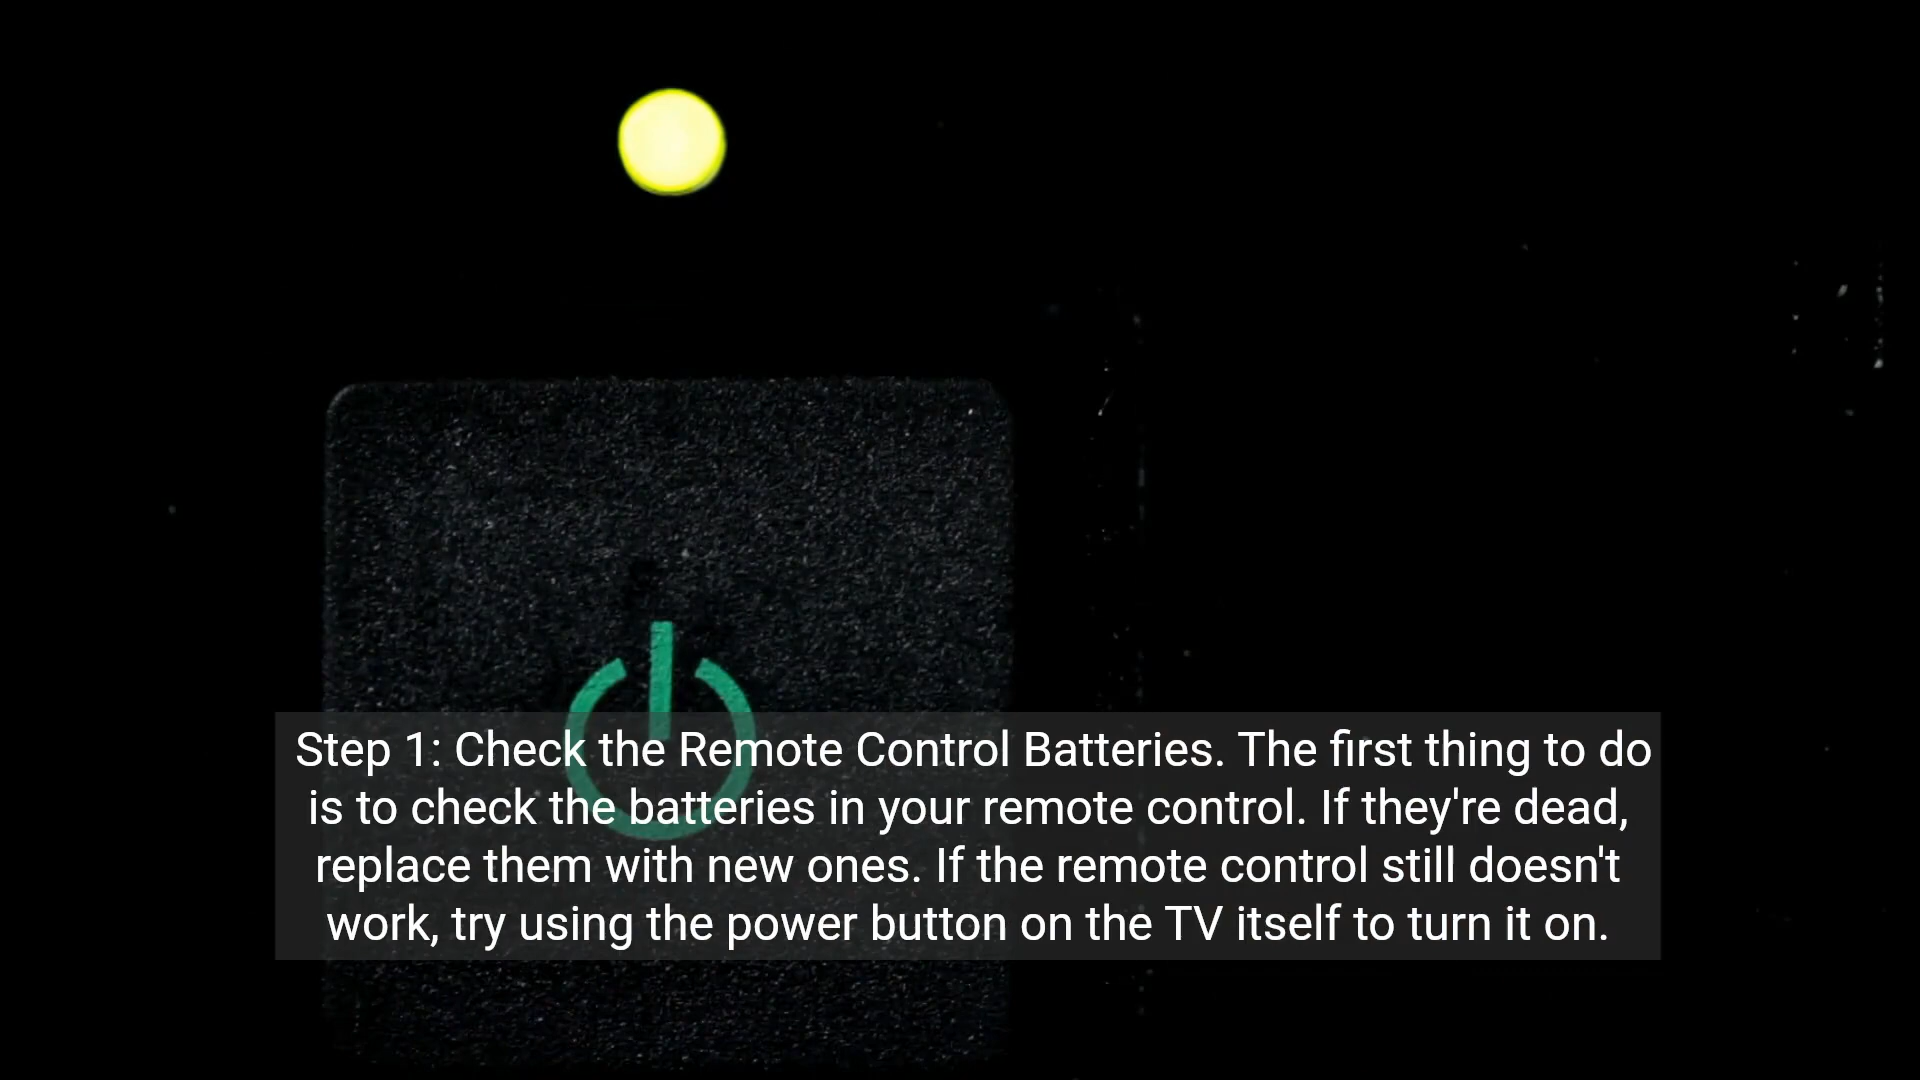 Step 1: Check the Remote Control Batteries. The first thing to do
is to check the batteries in your remote control. If they're dead,
replace them with new ones. If the remote control still doesn't
work, try using the power button on the TV itself to turn it on.